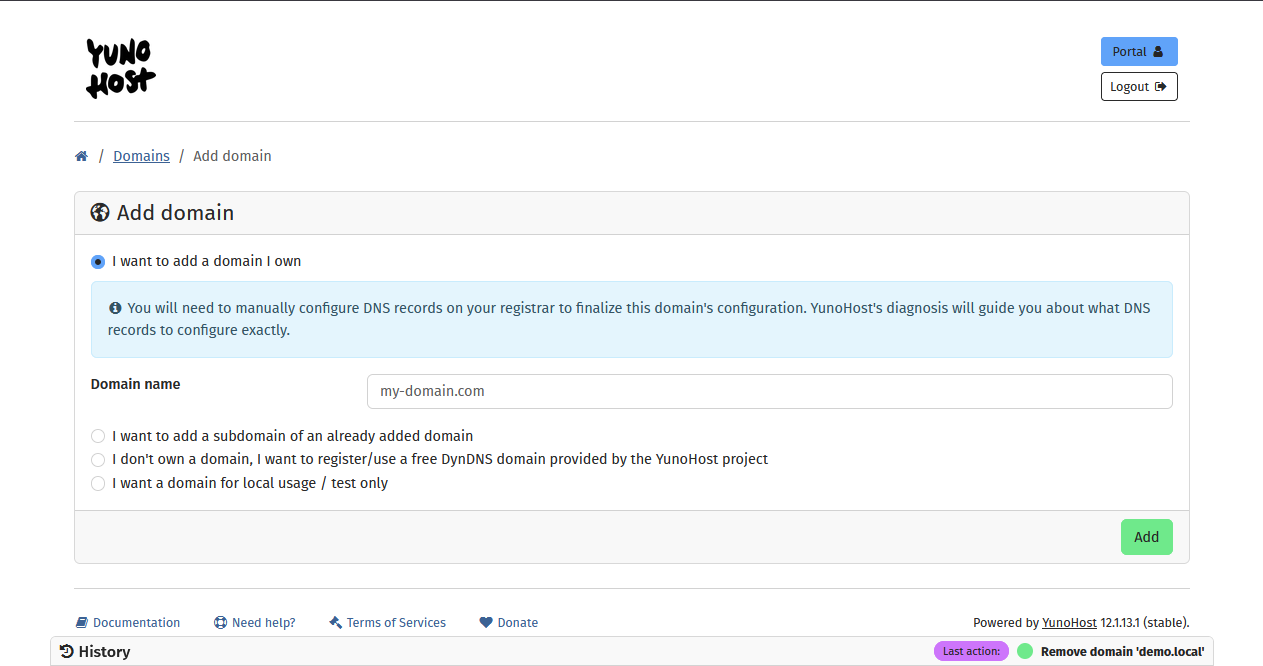 YUNO
HOST
Portal
Logout
/ Domains / Add domain
Add domain
I want to add a domain I own
You will need to manually configure DNS records on your registrar to finalize this domain's configuration. YunoHost's diagnosis will guide you about what DNS
records to configure exactly.
Domain name
my-domain.com
I want to add a subdomain of an already added domain
I don't own a domain, I want to register/use a free DynDNS domain provided by the YunoHost project
I want a domain for local usage / test only
Add
Documentation Need help? Terms of Services Donate Powered by YunoHost 12.1.13.1 (stable).
History Last action: Remove domain 'demo.local'